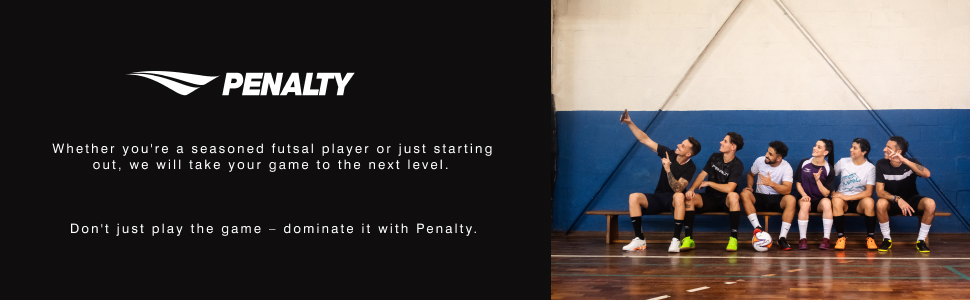 PENALTY
Whether you're a seasoned futsal player or just starting
out, we will take your game to the next level.
Don't just play the game – dominate it with Penalty.